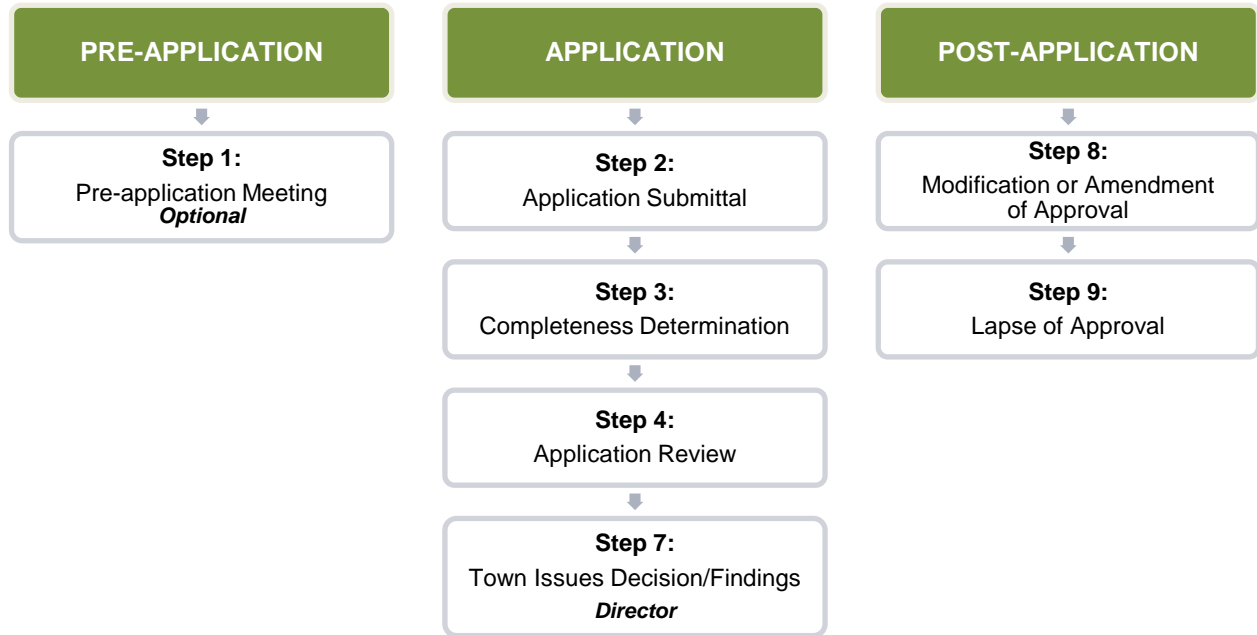 PRE-APPLICATION
Step 1:
Pre-application Meeting
Optional
APPLICATION
Step 2:
Application Submittal
Step 3:
Completeness Determination
Step 4:
Application Review
Step 7:
Town Issues Decision/Findings
Director
POST-APPLICATION
Step 8:
Modification or Amendment
of Approval
Step 9:
Lapse of Approval